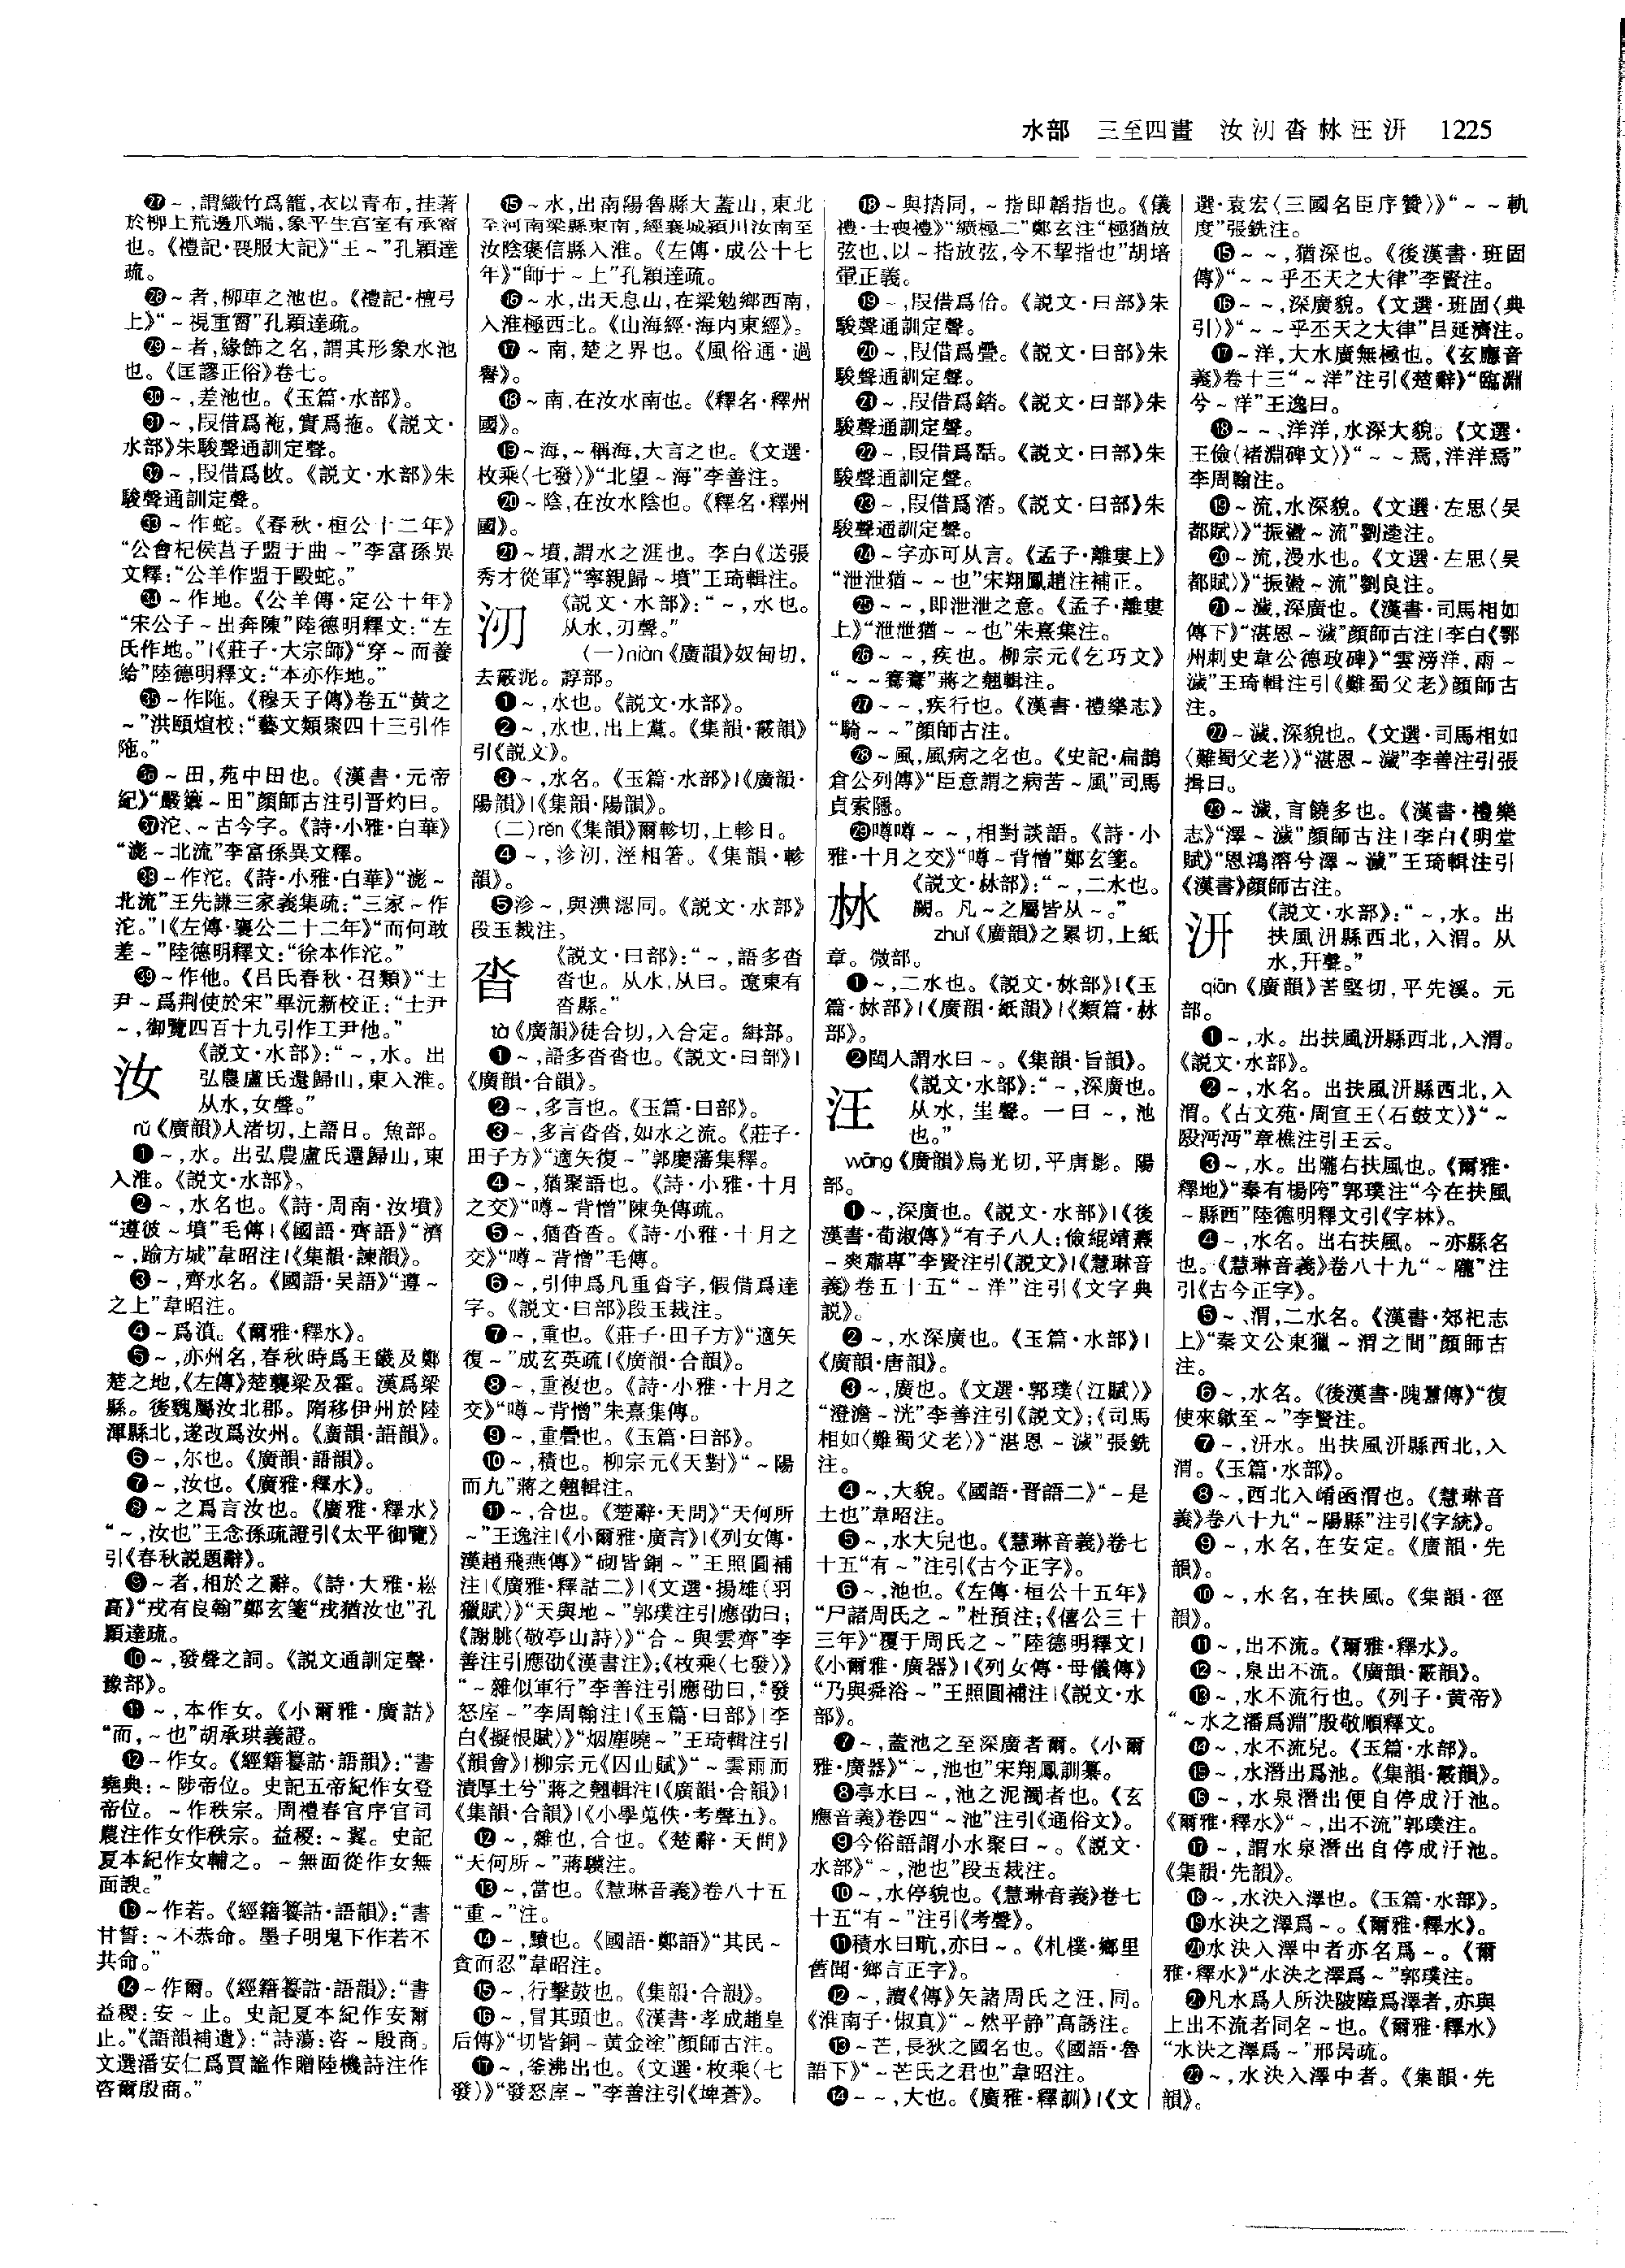 水部　三至四畫　汝汈沓沝汪汧　1225
㉗～,謂織竹爲籠,衣以青布,挂著
於柳上荒邊爪端,象平生宫室有承霤
也。《禮記·喪服大記》“王～”孔穎達
疏。
㉘～者,柳車之池也。《禮記·檀弓
上》“～視重霤”孔穎達疏。
㉙～者,緣飾之名,謂其形象水池
也。《匡謬正俗》卷七。
㉚～,差池也。《玉篇·水部》。
㉛～,叚借爲袘,實爲拖。《説文·
水部》朱駿聲通訓定聲。
㉜～,叚借爲㢮。《説文·水部》朱
駿聲通訓定聲。
㉝～作蛇。《春秋·桓公十二年》
“公會杞侯莒子盟于曲～”李富孫異
文釋:“公羊作盟于毆蛇。”
㉞～作地。《公羊傳·定公十年》
“宋公子～出奔陳”陸德明釋文:“左
氏作地。”|《莊子·大宗師》“穿～而養
給”陸德明釋文:“本亦作地。”
㉟～作陁。《穆天子傳》卷五“黄之
～”洪頤煊校:“藝文類聚四十三引作
陁。”
㊱～田,苑中田也。《漢書·元帝
紀》“嚴籞～田”顔師古注引晋灼曰。
㊲沱、～古今字。《詩·小雅·白華》
“滮～北流”李富孫異文釋。
㊳～作沱。《詩·小雅·白華》“滮～
北流”王先謙三家義集疏:“三家～作
沱。”|《左傳·襄公二十二年》“而何敢
差～”陸德明釋文:“徐本作沱。”
㊴～作他。《吕氏春秋·召類》“士
尹～爲荆使於宋”畢沅新校正:“士尹
～,御覽四百十九引作工尹他。”
汝
《説文·水部》:“～,水。出
弘農盧氏還歸山,東入淮。
从水,女聲。”
rǔ《廣韻》人渚切,上語日。魚部。
❶～,水。出弘農盧氏還歸山,東
入淮。《説文·水部》。
❷～,水名也。《詩·周南·汝墳》
“遵彼～墳”毛傳|《國語·齊語》“濟
～,踰方城”韋昭注|《集韻·諫韻》。
❸～,齊水名。《國語·吴語》“遵～
之上”韋昭注。
❹～爲濆。《爾雅·釋水》。
❺～,亦州名,春秋時爲王畿及鄭
楚之地,《左傳》楚襲梁及霍。漢爲梁
縣。後魏屬汝北郡。隋移伊州於陸
渾縣北,遂改爲汝州。《廣韻·語韻》。
❻～,尔也。《廣韻·語韻》。
❼～,汝也。《廣雅·釋水》。
❽～之爲言汝也。《廣雅·釋水》
“～,汝也”王念孫疏證引《太平御覽》
引《春秋説題辭》。
❾～者,相於之辭。《詩·大雅·崧
高》“戎有良翰”鄭玄箋“戎猶汝也”孔
穎達疏。
❿～,發聲之詞。《説文通訓定聲·
豫部》。
⓫～,本作女。《小爾雅·廣詁》
“而,～也”胡承珙義證。
⓬～作女。《經籍籑詁·語韻》:“書
堯典:～陟帝位。史記五帝紀作女登
帝位。～作秩宗。周禮春官序官司
農注作女作秩宗。益稷:～翼。史記
夏本紀作女輔之。～無面從作女無
面諛。”
⓭～作若。《經籍籑詁·語韻》:“書
甘誓:～不恭命。墨子明鬼下作若不
共命。”
⓮～作爾。《經籍籑詁·語韻》:“書
益稷:安～止。史記夏本紀作安爾
止。”《語韻補遺》:“詩蕩:咨～殷商。
文選潘安仁爲賈謐作贈陸機詩注作
咨爾殷商。”
⓯～水,出南陽魯縣大蓋山,東北
至河南梁縣東南,經襄城潁川汝南至
汝陰褒信縣入淮。《左傳·成公十七
年》“師于～上”孔穎達疏。
⓰～水,出天息山,在梁勉鄉西南,
入淮極西北。《山海經·海内東經》。
⓱～南,楚之界也。《風俗通·過
譽》。
⓲～南,在汝水南也。《釋名·釋州
國》。
⓳～海,～稱海,大言之也。《文選·
枚乘〈七發〉》“北望～海”李善注。
⓴～陰,在汝水陰也。《釋名·釋州
國》。
㉑～墳,謂水之涯也。李白《送張
秀才從軍》“寧親歸～墳”王琦輯注。
汈
《説文·水部》:“～,水也。
从水,刃聲。”
(一)niàn《廣韻》奴甸切,
去霰泥。諄部。
❶～,水也。《説文·水部》。
❷～,水也,出上黨。《集韻·霰韻》
引《説文》。
❸～,水名。《玉篇·水部》|《廣韻·
陽韻》|《集韻·陽韻》。
(二)rěn《集韻》爾軫切,上軫日。
❹～,沴汈,溼相箸。《集韻·軫
韻》。
❺沴～,與淟涊同。《説文·水部》
段玉裁注。
沓
《説文·曰部》:“～,語多沓
沓也。从水,从曰。遼東有
沓縣。”
tà《廣韻》徒合切,入合定。緝部。
❶～,語多沓沓也。《説文·曰部》|
《廣韻·合韻》。
❷～,多言也。《玉篇·曰部》。
❸～,多言沓沓,如水之流。《莊子·
田子方》“適矢復～”郭慶藩集釋。
❹～,猶聚語也。《詩·小雅·十月
之交》“噂～背憎”陳奂傳疏。
❺～,猶沓沓。《詩·小雅·十月之
交》“噂～背憎”毛傳。
❻～,引伸爲凡重沓字,假借爲達
字。《説文·曰部》段玉裁注。
❼～,重也。《莊子·田子方》“適矢
復～”成玄英疏|《廣韻·合韻》。
❽～,重複也。《詩·小雅·十月之
交》“噂～背憎”朱熹集傳。
❾～,重疊也。《玉篇·曰部》。
❿～,積也。柳宗元《天對》“～陽
而九”蔣之翹輯注。
⓫～,合也。《楚辭·天問》“天何所
～”王逸注|《小爾雅·廣言》|《列女傳·
漢趙飛燕傳》“砌皆銅～”王照圓補
注|《廣雅·釋詁二》|《文選·揚雄〈羽
獵賦〉》“天與地～”郭璞注引應劭曰;
《謝朓〈敬亭山詩〉》“合～與雲齊”李
善注引應劭《漢書注》;《枚乘〈七發〉》
“～雜似軍行”李善注引應劭曰,“發
怒庢～”李周翰注|《玉篇·曰部》|李
白《擬恨賦》“烟塵曉～”王琦輯注引
《韻會》|柳宗元《囚山賦》“～雲雨而
漬厚土兮”蔣之翹輯注|《廣韻·合韻》|
《集韻·合韻》|《小學蒐佚·考聲五》。
⓬～,雜也,合也。《楚辭·天問》
“天何所～”蔣驥注。
⓭～,當也。《慧琳音義》卷八十五
“重～”注。
⓮～,黷也。《國語·鄭語》“其民～
貪而忍”韋昭注。
⓯～,行擊鼓也。《集韻·合韻》。
⓰～,冒其頭也。《漢書·孝成趙皇
后傳》“切皆銅～黄金塗”顔師古注。
⓱～,釜沸出也。《文選·枚乘〈七
發〉》“發怒庢～”李善注引《埤蒼》。
⓲～與揩同,～指即韜指也。《儀
禮·士喪禮》“纊極二”鄭玄注“極猶放
弦也,以～指放弦,令不挈指也”胡培
翬正義。
⓳～,叚借爲佮。《説文·曰部》朱
駿聲通訓定聲。
⓴～,叚借爲疊。《説文·曰部》朱
駿聲通訓定聲。
㉑～,叚借爲錔。《説文·曰部》朱
駿聲通訓定聲。
㉒～,叚借爲㗳。《説文·曰部》朱
駿聲通訓定聲。
㉓～,叚借爲濌。《説文·曰部》朱
駿聲通訓定聲。
㉔～字亦可从言。《孟子·離婁上》
“泄泄猶～～也”宋翔鳳趙注補正。
㉕～～,即泄泄之意。《孟子·離婁
上》“泄泄猶～～也”朱熹集注。
㉖～～,疾也。柳宗元《乞巧文》
“～～騫騫”蔣之翹輯注。
㉗～～,疾行也。《漢書·禮樂志》
“騎～～”顔師古注。
㉘～風,風病之名也。《史記·扁鵲
倉公列傳》“臣意謂之病苦～風”司馬
貞索隱。
㉙噂噂～～,相對談語。《詩·小
雅·十月之交》“噂～背憎”鄭玄箋。
沝
《説文·沝部》:“～,二水也。
闕。凡～之屬皆从～。”
zhuǐ《廣韻》之累切,上紙
章。微部。
❶～,二水也。《説文·沝部》|《玉
篇·沝部》|《廣韻·紙韻》|《類篇·沝
部》。
❷閩人謂水曰～。《集韻·旨韻》。
汪
《説文·水部》:“～,深廣也。
从水,㞷聲。一曰～,池
也。”
wāng《廣韻》烏光切,平唐影。陽
部。
❶～,深廣也。《説文·水部》|《後
漢書·荀淑傳》“有子八人:儉緄靖燾
～爽肅專”李賢注引《説文》|《慧琳音
義》卷五十五“～洋”注引《文字典
説》。
❷～,水深廣也。《玉篇·水部》|
《廣韻·唐韻》。
❸～,廣也。《文選·郭璞〈江賦〉》
“澄澹～洸”李善注引《説文》;《司馬
相如〈難蜀父老〉》“湛恩～濊”張銑
注。
❹～,大貌。《國語·晋語二》“～是
土也”韋昭注。
❺～,水大皃也。《慧琳音義》卷七
十五“有～”注引《古今正字》。
❻～,池也。《左傳·桓公十五年》
“尸諸周氏之～”杜預注;《僖公三十
三年》“覆于周氏之～”陸德明釋文|
《小爾雅·廣器》|《列女傳·母儀傳》
“乃與舜浴～”王照圓補注|《説文·水
部》。
❼～,蓋池之至深廣者爾。《小爾
雅·廣器》“～,池也”宋翔鳳訓纂。
❽亭水曰～,池之泥濁者也。《玄
應音義》卷四“～池”注引《通俗文》。
❾今俗語謂小水聚曰～。《説文·
水部》“～,池也”段玉裁注。
❿～,水停貌也。《慧琳音義》卷七
十五“有～”注引《考聲》。
⓫積水曰㲃,亦曰～。《札樸·鄉里
舊聞·鄉言正字》。
⓬～,讀《傳》矢諸周氏之汪,同。
《淮南子·俶真》“～然平静”高誘注。
⓭～芒,長狄之國名也。《國語·魯
語下》“～芒氏之君也”韋昭注。
⓮～～,大也。《廣雅·釋訓》|《文
選·袁宏〈三國名臣序贊〉》“～～軌
度”張銑注。
⓯～～,猶深也。《後漢書·班固
傳》“～～乎丕天之大律”李賢注。
⓰～～,深廣貌。《文選·班固〈典
引〉》“～～乎丕天之大律”吕延濟注。
⓱～洋,大水廣無極也。《玄應音
義》卷十三“～洋”注引《楚辭》“臨淵
兮～洋”王逸曰。
⓲～～、洋洋,水深大貌。《文選·
王儉〈褚淵碑文〉》“～～焉,洋洋焉”
李周翰注。
⓳～流,水深貌。《文選·左思〈吴
都賦〉》“振盪～流”劉逵注。
⓴～流,漫水也。《文選·左思〈吴
都賦〉》“振盪～流”劉良注。
㉑～濊,深廣也。《漢書·司馬相如
傳下》“湛恩～濊”顔師古注|李白《鄂
州刺史韋公德政碑》“雲滂洋,雨～
濊”王琦輯注引《難蜀父老》顔師古
注。
㉒～濊,深貌也。《文選·司馬相如
〈難蜀父老〉》“湛恩～濊”李善注引張
揖曰。
㉓～濊,言饒多也。《漢書·禮樂
志》“澤～濊”顔師古注|李白《明堂
賦》“恩鴻溶兮澤～濊”王琦輯注引
《漢書》顔師古注。
汧
《説文·水部》:“～,水。出
扶風汧縣西北,入渭。从
水,幵聲。”
qiān《廣韻》苦堅切,平先溪。元
部。
❶～,水。出扶風汧縣西北,入渭。
《説文·水部》。
❷～,水名。出扶風汧縣西北,入
渭。《古文苑·周宣王〈石鼓文〉》“～
殹沔沔”章樵注引王云。
❸～,水。出隴右扶風也。《爾雅·
釋地》“秦有楊陓”郭璞注“今在扶風
～縣西”陸德明釋文引《字林》。
❹～,水名。出右扶風。～亦縣名
也。《慧琳音義》卷八十九“～隴”注
引《古今正字》。
❺～、渭,二水名。《漢書·郊祀志
上》“秦文公東獵～渭之間”顔師古
注。
❻～,水名。《後漢書·隗囂傳》“復
使來歙至～”李賢注。
❼～,汧水。出扶風汧縣西北,入
渭。《玉篇·水部》。
❽～,西北入崤函渭也。《慧琳音
義》卷八十九“～陽縣”注引《字統》。
❾～,水名,在安定。《廣韻·先
韻》。
❿～,水名,在扶風。《集韻·徑
韻》。
⓫～,出不流。《爾雅·釋水》。
⓬～,泉出不流。《廣韻·霰韻》。
⓭～,水不流行也。《列子·黄帝》
“～水之潘爲淵”殷敬順釋文。
⓮～,水不流皃。《玉篇·水部》。
⓯～,水潛出爲池。《集韻·霰韻》。
⓰～,水泉潛出便自停成汙池。
《爾雅·釋水》“～,出不流”郭璞注。
⓱～,謂水泉潛出自停成汙池。
《集韻·先韻》。
⓲～,水決入澤也。《玉篇·水部》。
⓳水決之澤爲～。《爾雅·釋水》。
⓴水決入澤中者亦名爲～。《爾
雅·釋水》“水決之澤爲～”郭璞注。
㉑凡水爲人所決陂障爲澤者,亦與
上出不流者同名～也。《爾雅·釋水》
“水決之澤爲～”邢昺疏。
㉒～,水決入澤中者。《集韻·先
韻》。